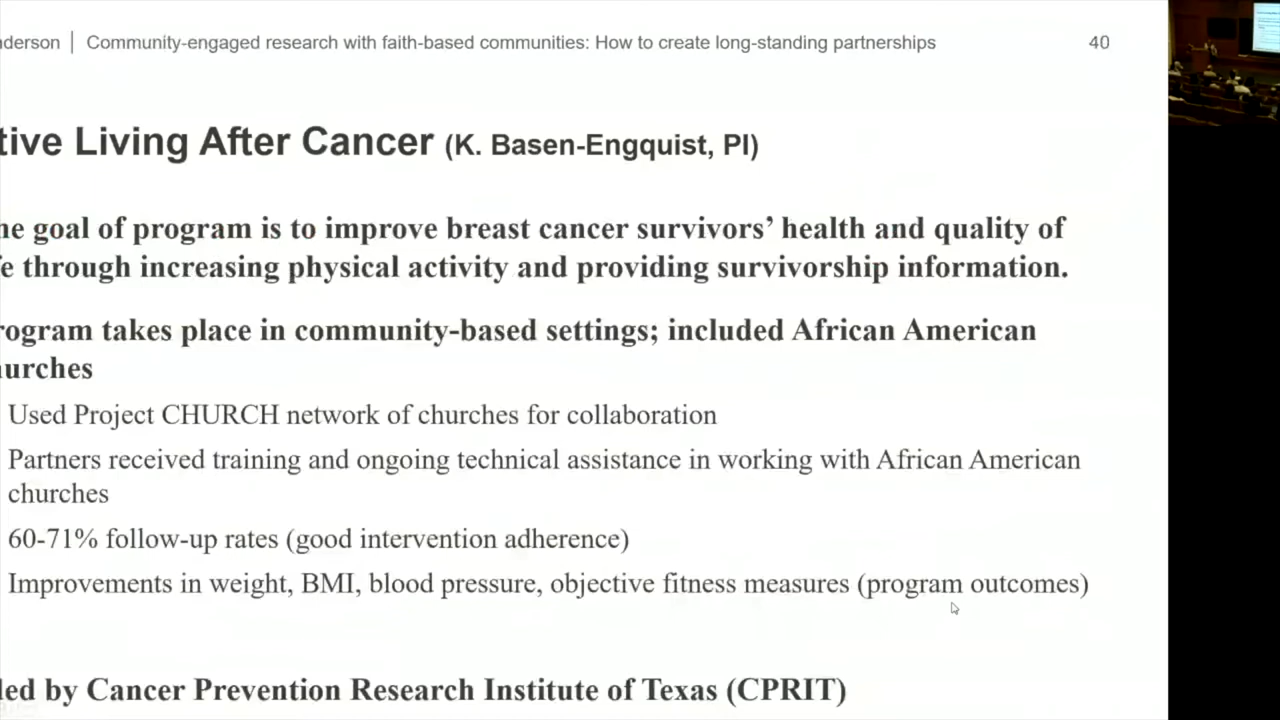 nderson | Community-engaged research with faith-based communities: How to create long-standing partnerships 40
tive Living After Cancer (K. Basen-Engquist, PI)
he goal of program is to improve breast cancer survivors' health and quality of
fe through increasing physical activity and providing survivorship information.
rogram takes place in community-based settings; included African American
hurches
Used Project CHURCH network of churches for collaboration
Partners received training and ongoing technical assistance in working with African American
churches
60-71% follow-up rates (good intervention adherence)
Improvements in weight, BMI, blood pressure, objective fitness measures (program outcomes)
ded by Cancer Prevention Research Institute of Texas (CPRIT)